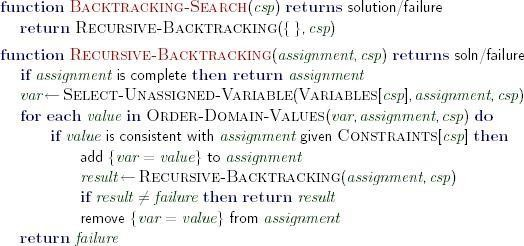 function BACKTRACKING-SEARCH(csp) returns solution/failure
return RECURSIVE-BACKTRACKING({ }, csp)
function RECURSIVE-BACKTRACKING(assignment, csp) returns soln/failure
if assignment is complete then return assignment
var ← SELECT-UNASSIGNED-VARIABLE(VARIABLES[csp], assignment, csp)
for each value in ORDER-DOMAIN-VALUES(var, assignment, csp) do
if value is consistent with assignment given CONSTRAINTS[csp] then
add {var = value} to assignment
result ← RECURSIVE-BACKTRACKING(assignment, csp)
if result ≠ failure then return result
remove {var = value} from assignment
return failure